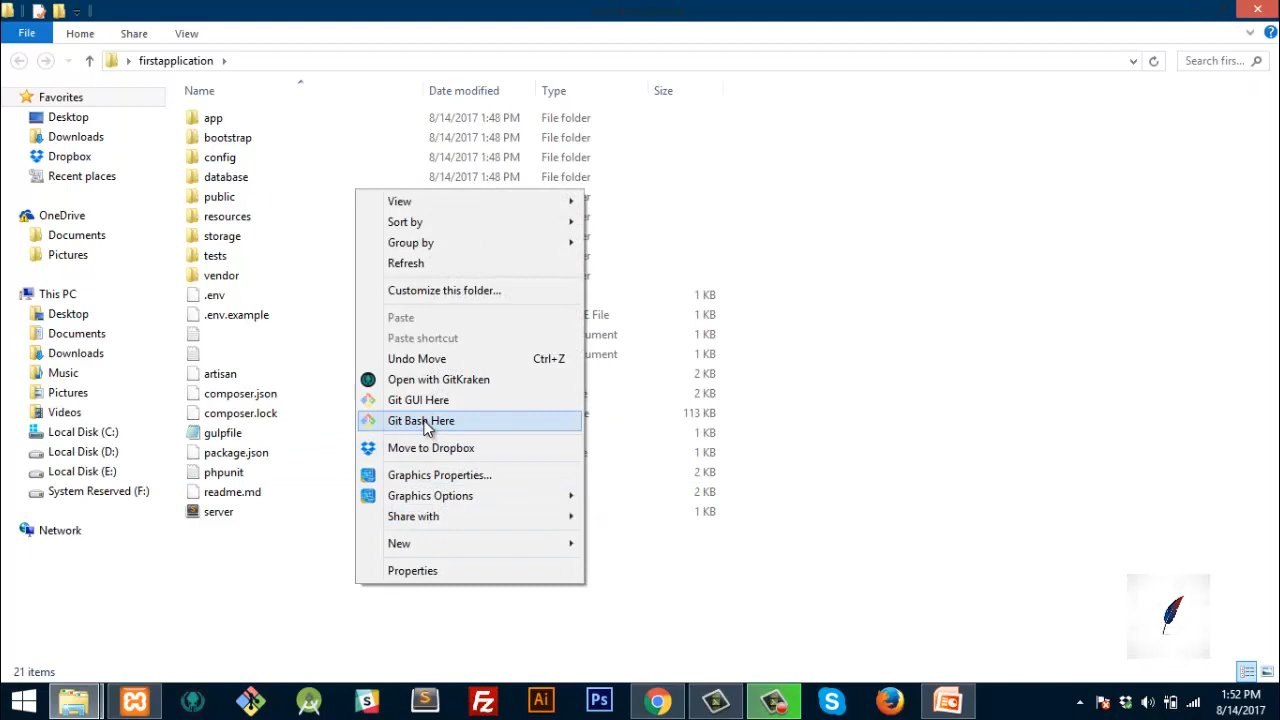 File
Home
Share
View
firstapplication
Search firs...
Name
Date modified
Type
Size
Favorites
Desktop
Downloads
Dropbox
Recent places
OneDrive
Documents
Pictures
This PC
Desktop
Documents
Downloads
Music
Pictures
Videos
Local Disk (C:)
Local Disk (D:)
Local Disk (E:)
System Reserved (F:)
Network
app 8/14/2017 1:48 PM File folder
bootstrap 8/14/2017 1:48 PM File folder
config 8/14/2017 1:48 PM File folder
database 8/14/2017 1:48 PM File folder
public
resources
storage
tests
vendor
.env 1 KB
.env.example E File 1 KB
ument 1 KB
ument 1 KB
artisan 2 KB
composer.json 2 KB
composer.lock 113 KB
gulpfile 1 KB
package.json 1 KB
phpunit 2 KB
readme.md 2 KB
server 1 KB
View
Sort by
Group by
Refresh
Customize this folder...
Paste
Paste shortcut
Undo Move Ctrl+Z
Open with GitKraken
Git GUI Here
Git Bash Here
Move to Dropbox
Graphics Properties...
Graphics Options
Share with
New
Properties
21 items
Ai
Ps
1:52 PM
8/14/2017